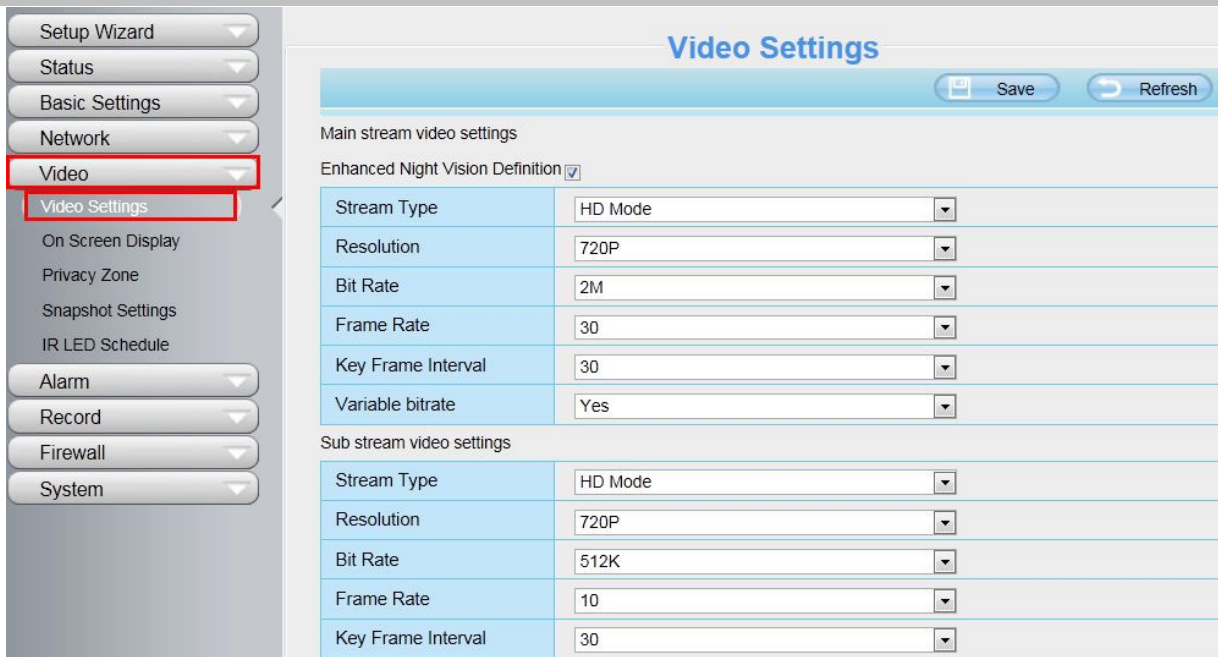 Setup Wizard
Status
Basic Settings
Network
Video
Video Settings
On Screen Display
Privacy Zone
Snapshot Settings
IR LED Schedule
Alarm
Record
Firewall
System
Video Settings
Save Refresh
Main stream video settings
Enhanced Night Vision Definition
Stream Type HD Mode
Resolution 720P
Bit Rate 2M
Frame Rate 30
Key Frame Interval 30
Variable bitrate Yes
Sub stream video settings
Stream Type HD Mode
Resolution 720P
Bit Rate 512K
Frame Rate 10
Key Frame Interval 30